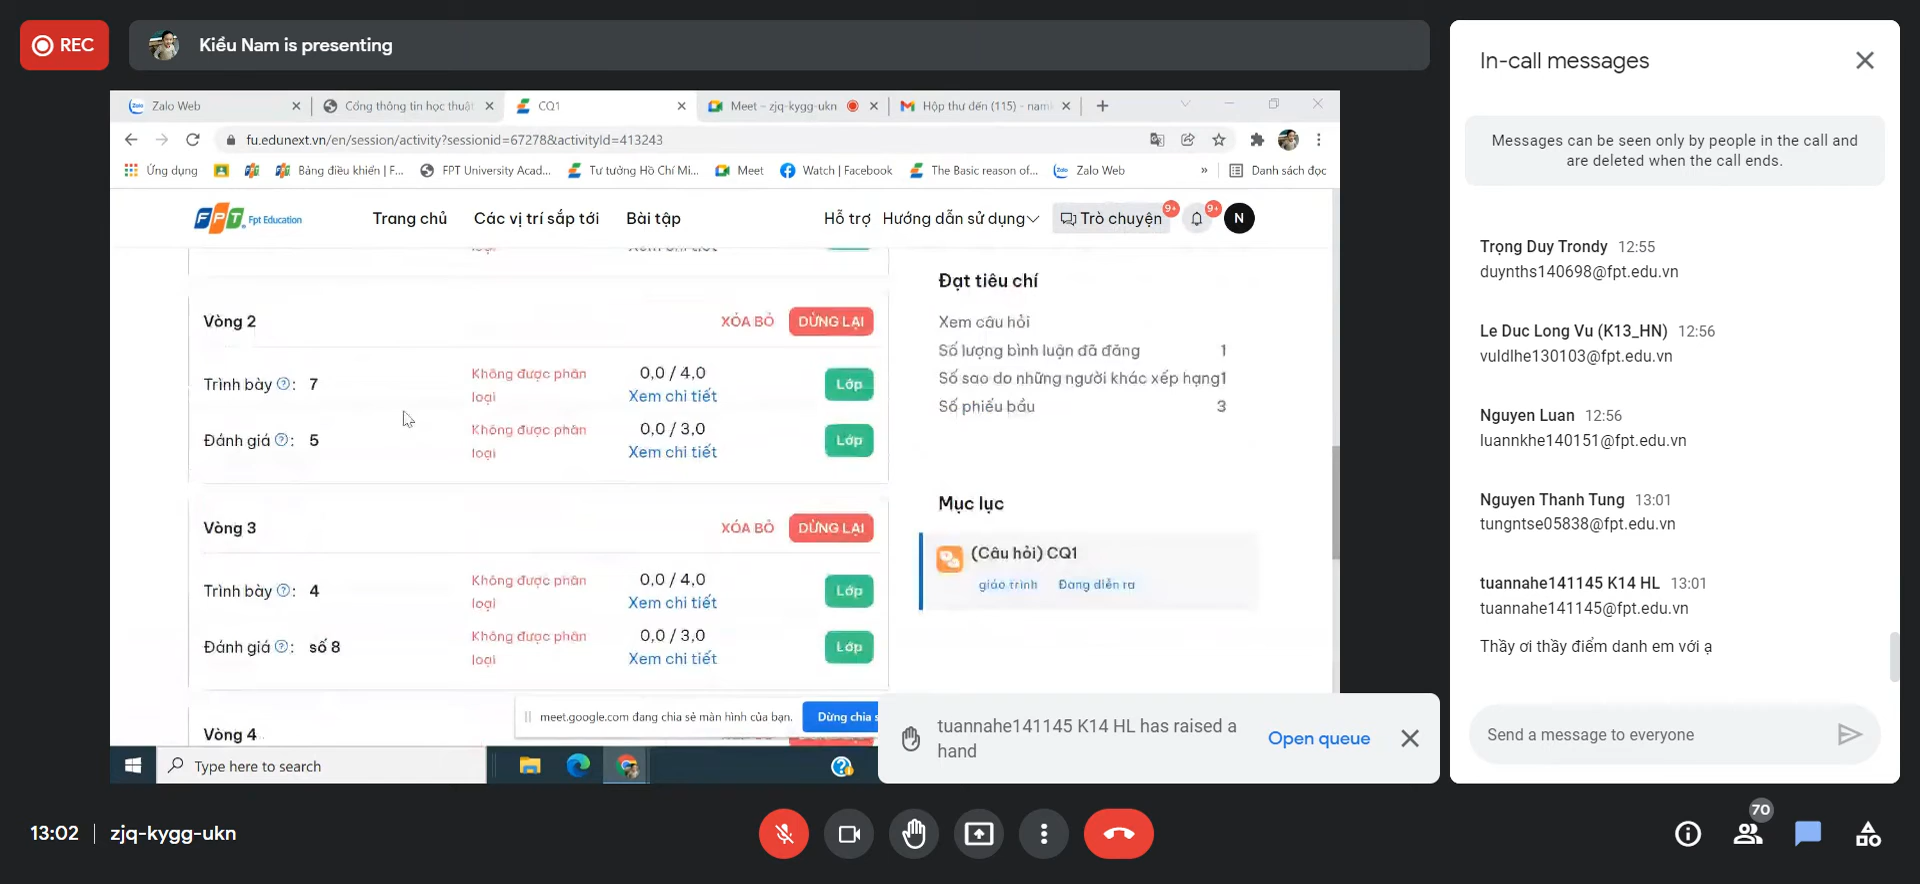 REC
Kiều Nam is presenting
Zalo Web
Cổng thông tin học thuật
CQ1
Meet – zjq-kygg-ukn
Hộp thư đến (115) - nam
fu.edunext.vn/en/session/activity?sessionid=67278&activityId=413243
Ứng dụng
Bảng điều khiển | F...
FPT University Acad...
Tư tưởng Hồ Chí Mi...
Meet
Watch | Facebook
The Basic reason of...
Zalo Web
»
Danh sách đọc
FPT Fpt Education
Trang chủ
Các vị trí sắp tới
Bài tập
Hỗ trợ
Hướng dẫn sử dụng
Trò chuyện
9+
9+
N
Vòng 2
XÓA BỎ
DỪNG LẠI
Trình bày ? : 7
Không được phân
loại
0,0 / 4,0
Xem chi tiết
Lớp
Đánh giá ? : 5
Không được phân
loại
0,0 / 3,0
Xem chi tiết
Lớp
Vòng 3
XÓA BỎ
DỪNG LẠI
Trình bày ? : 4
Không được phân
loại
0,0 / 4,0
Xem chi tiết
Lớp
Đánh giá ? : số 8
Không được phân
loại
0,0 / 3,0
Xem chi tiết
Lớp
Vòng 4
Đạt tiêu chí
Xem câu hỏi
Số lượng bình luận đã đăng 1
Số sao do những người khác xếp hạng1
Số phiếu bầu 3
Mục lục
(Câu hỏi) CQ1
giáo trình
Đang diễn ra
meet.google.com đang chia sẻ màn hình của bạn.
Dừng chia s
Type here to search
tuannahe141145 K14 HL has raised a
hand
Open queue
In-call messages
Messages can be seen only by people in the call and
are deleted when the call ends.
Trọng Duy Trondy 12:55
duynths140698@fpt.edu.vn
Le Duc Long Vu (K13_HN) 12:56
vuldlhe130103@fpt.edu.vn
Nguyen Luan 12:56
luannkhe140151@fpt.edu.vn
Nguyen Thanh Tung 13:01
tungntse05838@fpt.edu.vn
tuannahe141145 K14 HL 13:01
tuannahe141145@fpt.edu.vn
Thầy ơi thầy điểm danh em với ạ
Send a message to everyone
13:02
zjq-kygg-ukn
70